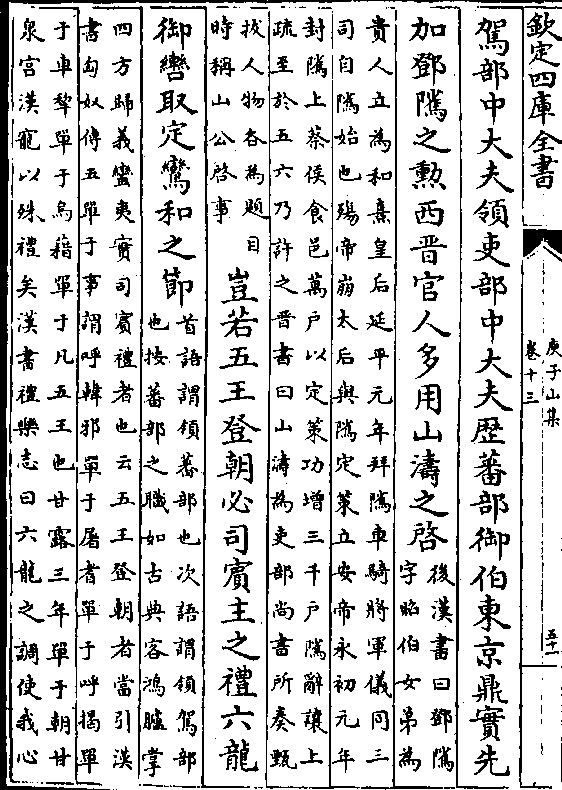 欽定四庫全書
庾子山集
卷十三
五十一
駕部中大夫領吏部中大夫歴蕃部御伯東京鼎實先
加鄧隲之勲西晋官人多用山濤之啓
後漢書曰鄧隲
字昭伯女弟為
貴人立為和熹皇后延平元年拜隲車騎將軍儀同三
司自隲始也殤帝崩太后與隲定策立安帝永初元年
封隲上蔡侯食邑萬户以定策功增三千户隲辭讓上
疏至於五六乃許之晋書曰山濤為吏部尚書所奏甄
拔人物各為題目
時稱山公啓事
豈若五王登朝必司賓主之禮六龍
御轡取定鸞和之節
首語謂領蕃部也次語謂領駕部
也按蕃部之職如古典客鴻臚掌
四方歸義蠻夷實司賓禮者也云五王登朝者當引漢
書匈奴傳五單于事謂呼韓邪單于屠耆單于呼揭單
于車犂單于烏藉單于凡五王也甘露三年單于朝甘
泉宫漢寵以殊禮矣漢書禮樂志曰六龍之調使我心